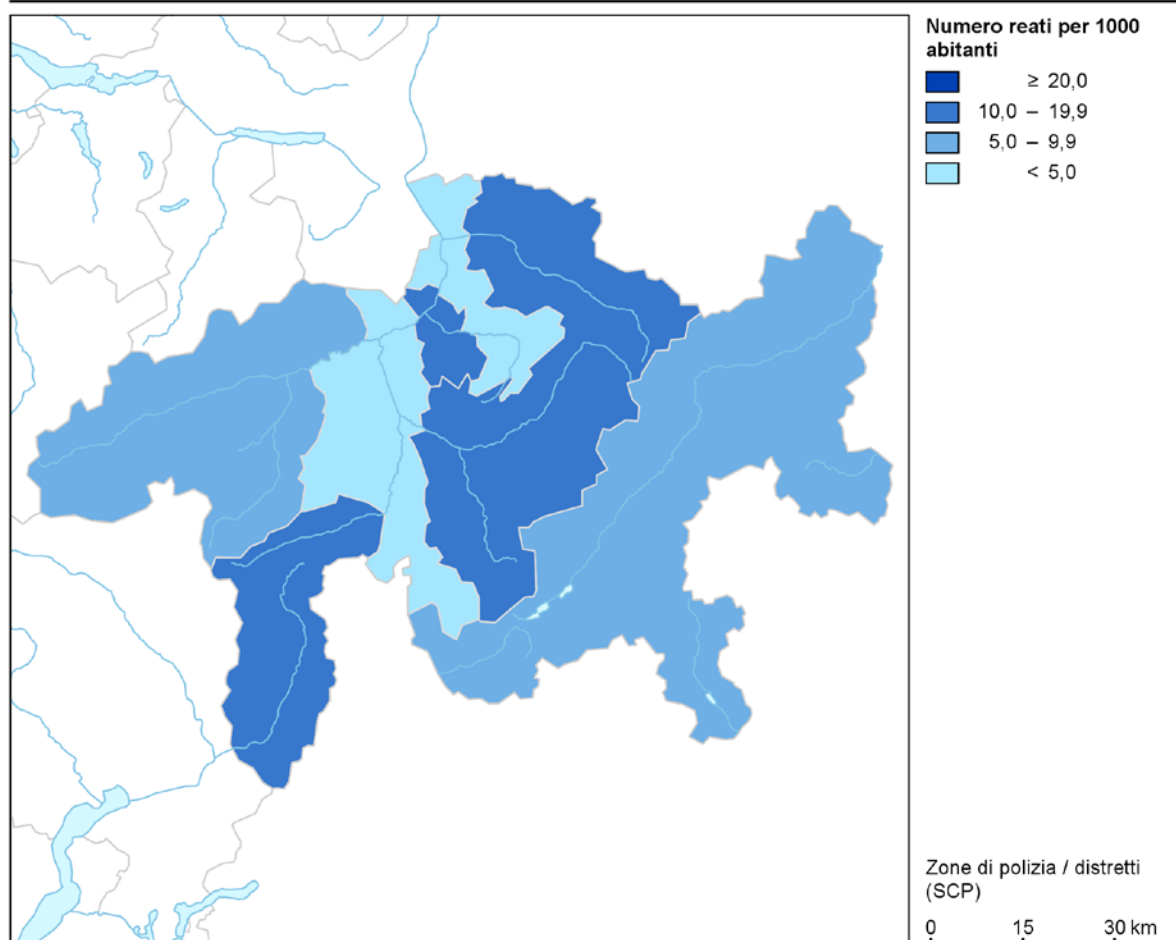 Numero reati per 1000
abitanti
≥ 20,0
10,0 – 19,9
5,0 – 9,9
< 5,0
Zone di polizia / distretti
(SCP)
0 15 30 km